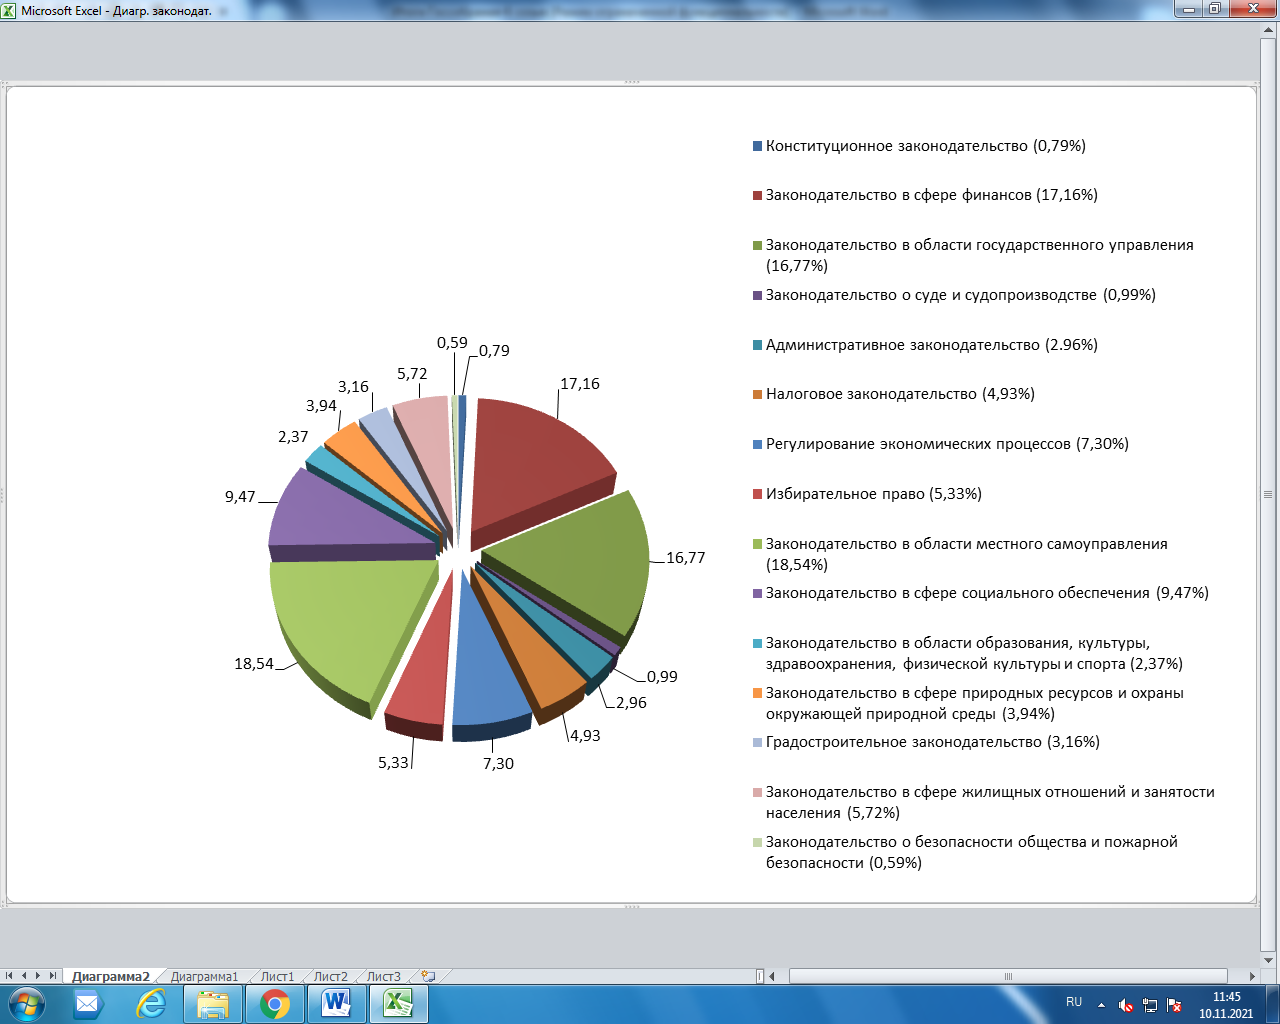 Microsoft Excel - Диагр. законодат.
Конституционное законодательство (0,79%)
Законодательство в сфере финансов (17,16%)
Законодательство в области государственного управления
(16,77%)
Законодательство о суде и судопроизводстве (0,99%)
Административное законодательство (2.96%)
Налоговое законодательство (4,93%)
Регулирование экономических процессов (7,30%)
Избирательное право (5,33%)
Законодательство в области местного самоуправления
(18,54%)
Законодательство в сфере социального обеспечения (9,47%)
Законодательство в области образования, культуры,
здравоохранения, физической культуры и спорта (2,37%)
Законодательство в сфере природных ресурсов и охраны
окружающей природной среды (3,94%)
Градостроительное законодательство (3,16%)
Законодательство в сфере жилищных отношений и занятости
населения (5,72%)
Законодательство о безопасности общества и пожарной
безопасности (0,59%)
0,59
0,79
5,72
3,16
17,16
3,94
2,37
9,47
16,77
18,54
0,99
2,96
4,93
5,33
7,30
Диаграмма2
Диаграмма1
Лист1
Лист2
Лист3
RU
11:45
10.11.2021